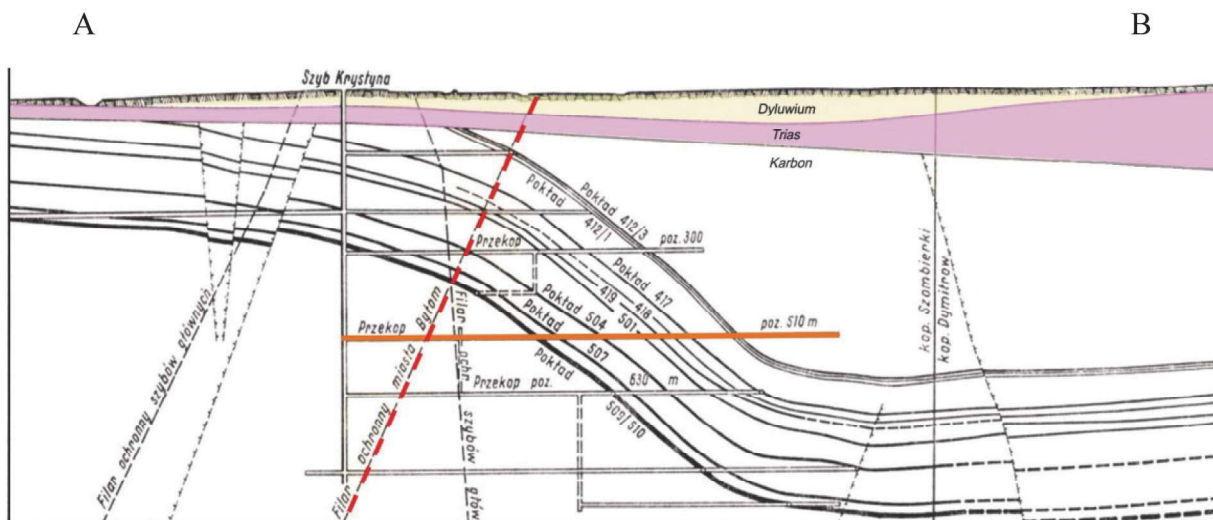 A
B
Szyb Krystyna
Dyluwium
Trias
Karbon
Pokład 412/3
Pokład 412/1
Przekop poz. 300
Pokład 417
418
419
501
Pokład 504
Pokład 507
Pokład 509/510
Przekop poz. 510 m
Przekop poz. 630 m
Filar ochronny szybów głównych
Filar ochronny miasta Bytom
Filar ochr. szybów głów
kop. Szombierki
kop. Dymitrow